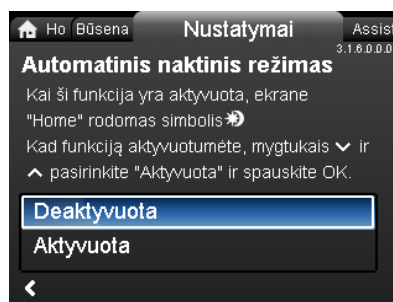 Ho Būsena Nustatymai Assist
3.1.6.0.0.0
Automatinis naktinis režimas
Kai ši funkcija yra aktyvuota, ekrane
"Home" rodomas simbolis
Kad funkciją aktyvuotumėte, mygtukais ir
pasirinkite "Aktyvuota" ir spauskite OK.
Deaktyvuota
Aktyvuota